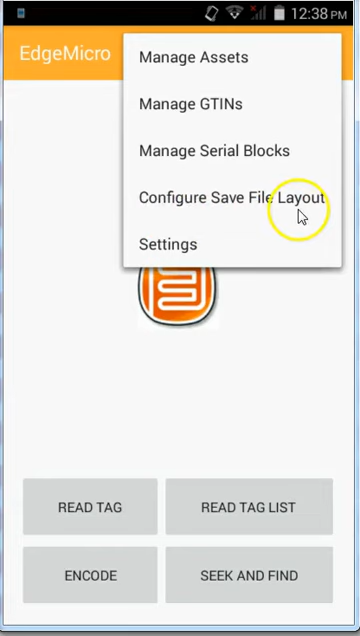 12:38 PM
EdgeMicro
Manage Assets
Manage GTINs
Manage Serial Blocks
Configure Save File Layout
Settings
READ TAG
READ TAG LIST
ENCODE
SEEK AND FIND